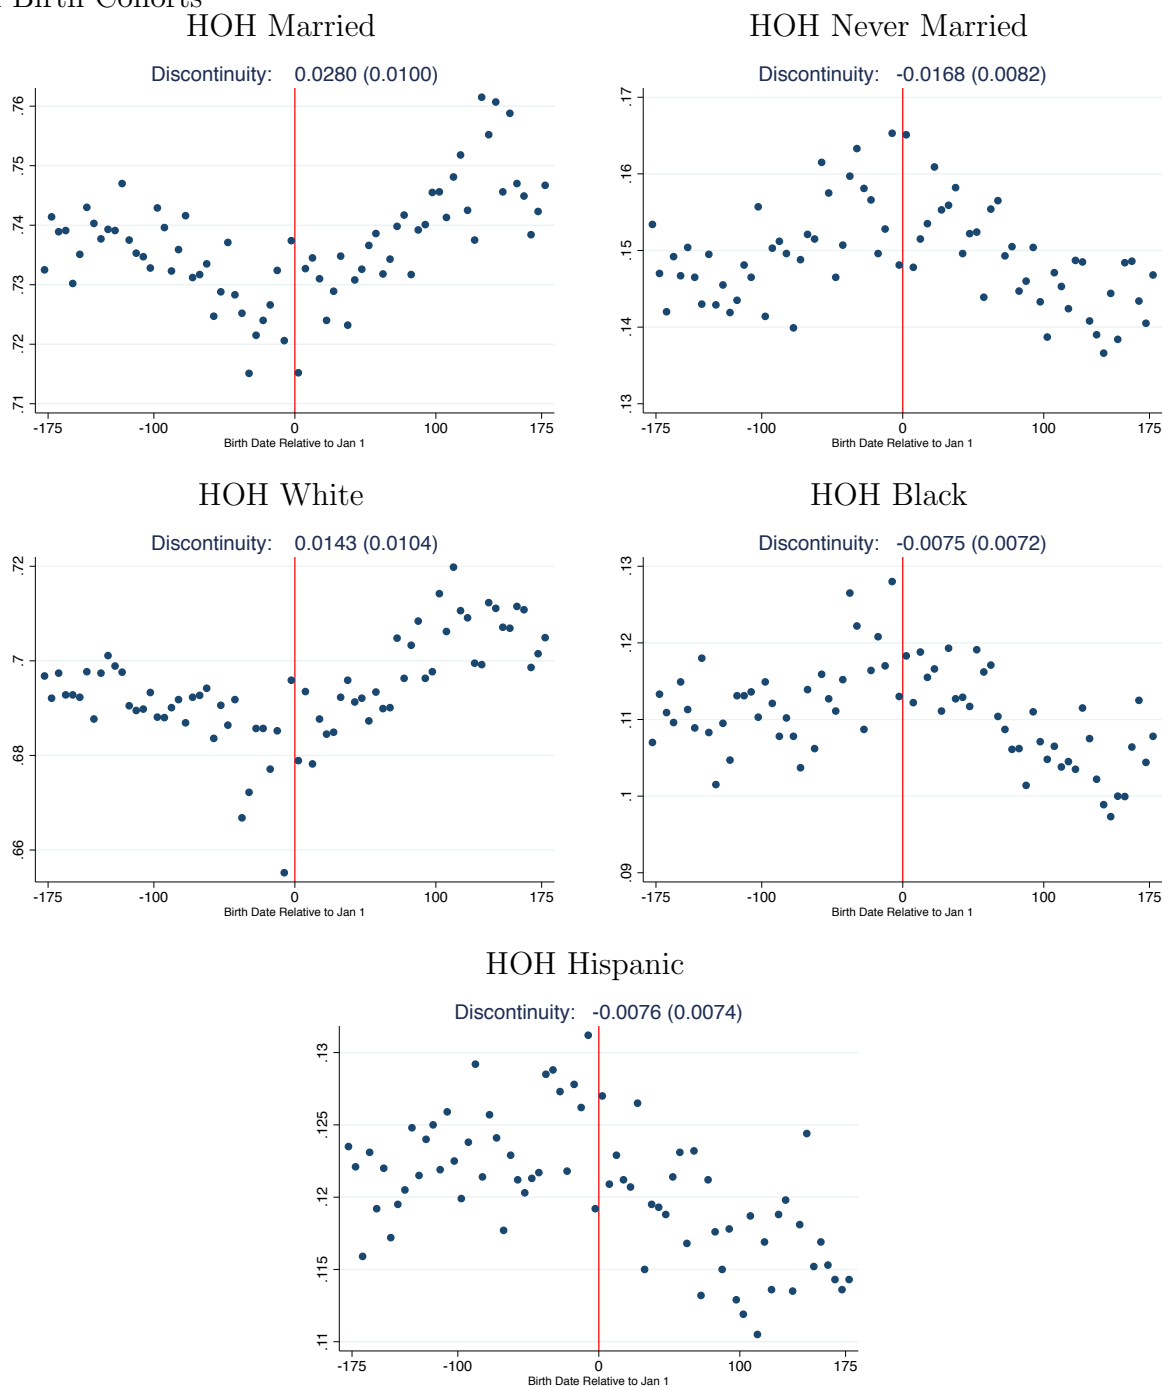 Birth Cohorts
HOH Married
Discontinuity: 0.0280 (0.0100)
.76
.75
.74
.73
.72
.71
-175 -100 0 100 175
Birth Date Relative to Jan 1
HOH Never Married
Discontinuity: -0.0168 (0.0082)
.17
.16
.15
.14
.13
-175 -100 0 100 175
Birth Date Relative to Jan 1
HOH White
Discontinuity: 0.0143 (0.0104)
.72
.7
.68
.66
-175 -100 0 100 175
Birth Date Relative to Jan 1
HOH Black
Discontinuity: -0.0075 (0.0072)
.13
.12
.11
.1
.09
-175 -100 0 100 175
Birth Date Relative to Jan 1
HOH Hispanic
Discontinuity: -0.0076 (0.0074)
.13
.125
.12
.115
.11
-175 -100 0 100 175
Birth Date Relative to Jan 1